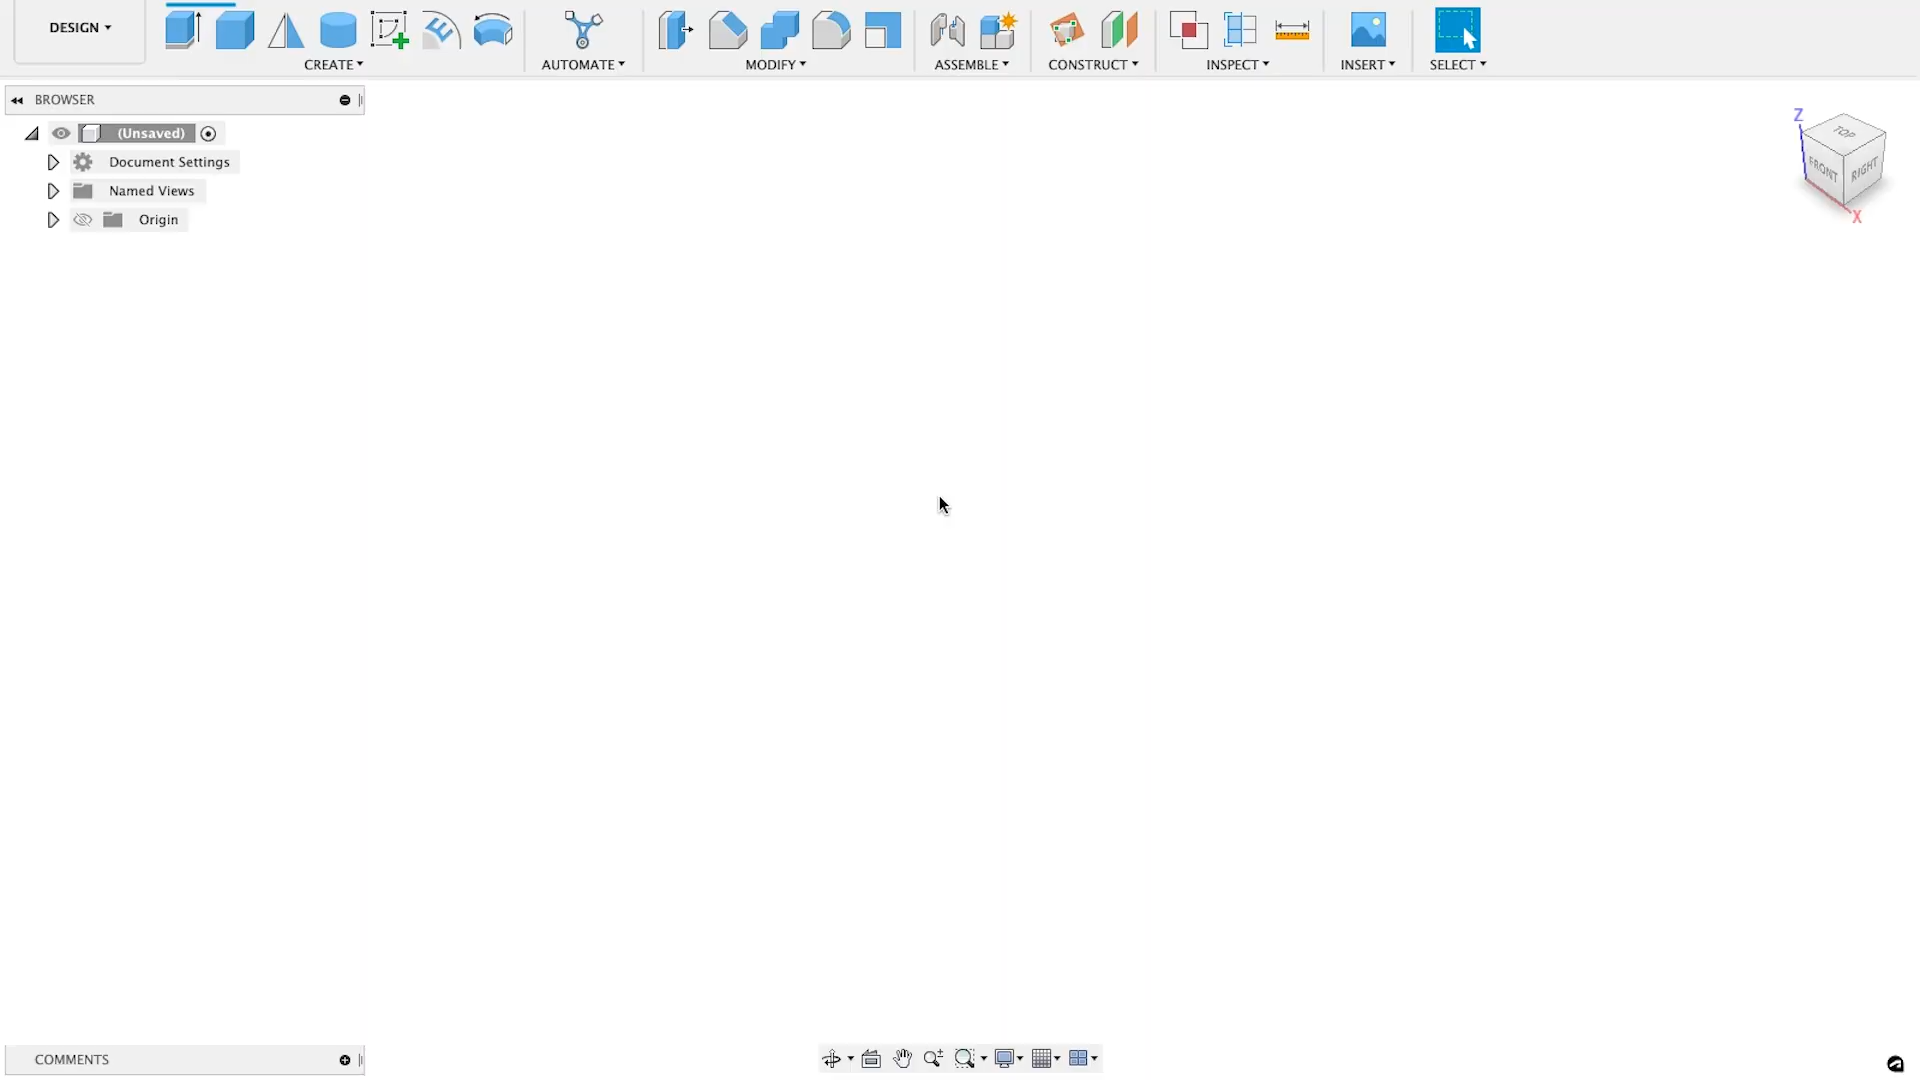 DESIGN
CREATE
AUTOMATE
MODIFY
ASSEMBLE
CONSTRUCT
INSPECT
INSERT
SELECT
BROWSER
(Unsaved)
Document Settings
Named Views
Origin
Z
TOP
FRONT
RIGHT
X
COMMENTS